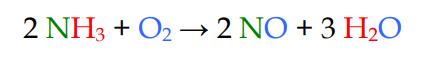 2 NH₃ + O₂ → 2 NO + 3 H₂O